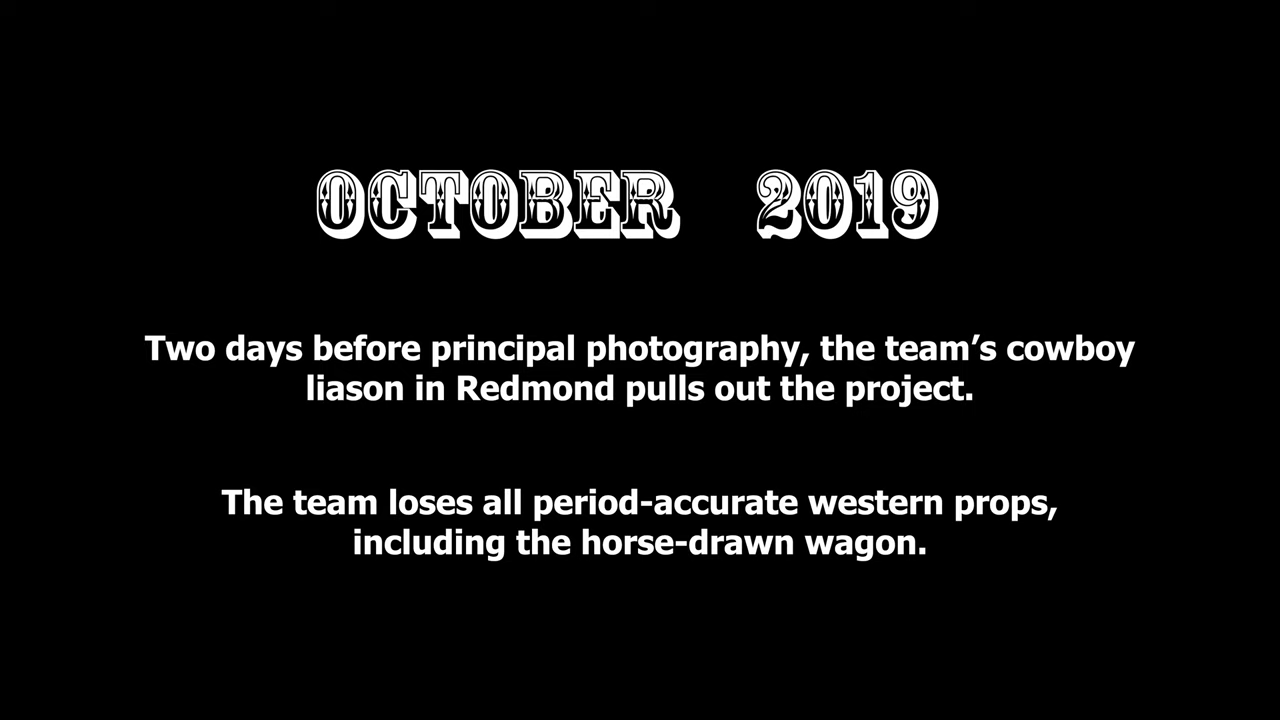 OCTOBER 2019
Two days before principal photography, the team’s cowboy
liason in Redmond pulls out the project.
The team loses all period-accurate western props,
including the horse-drawn wagon.